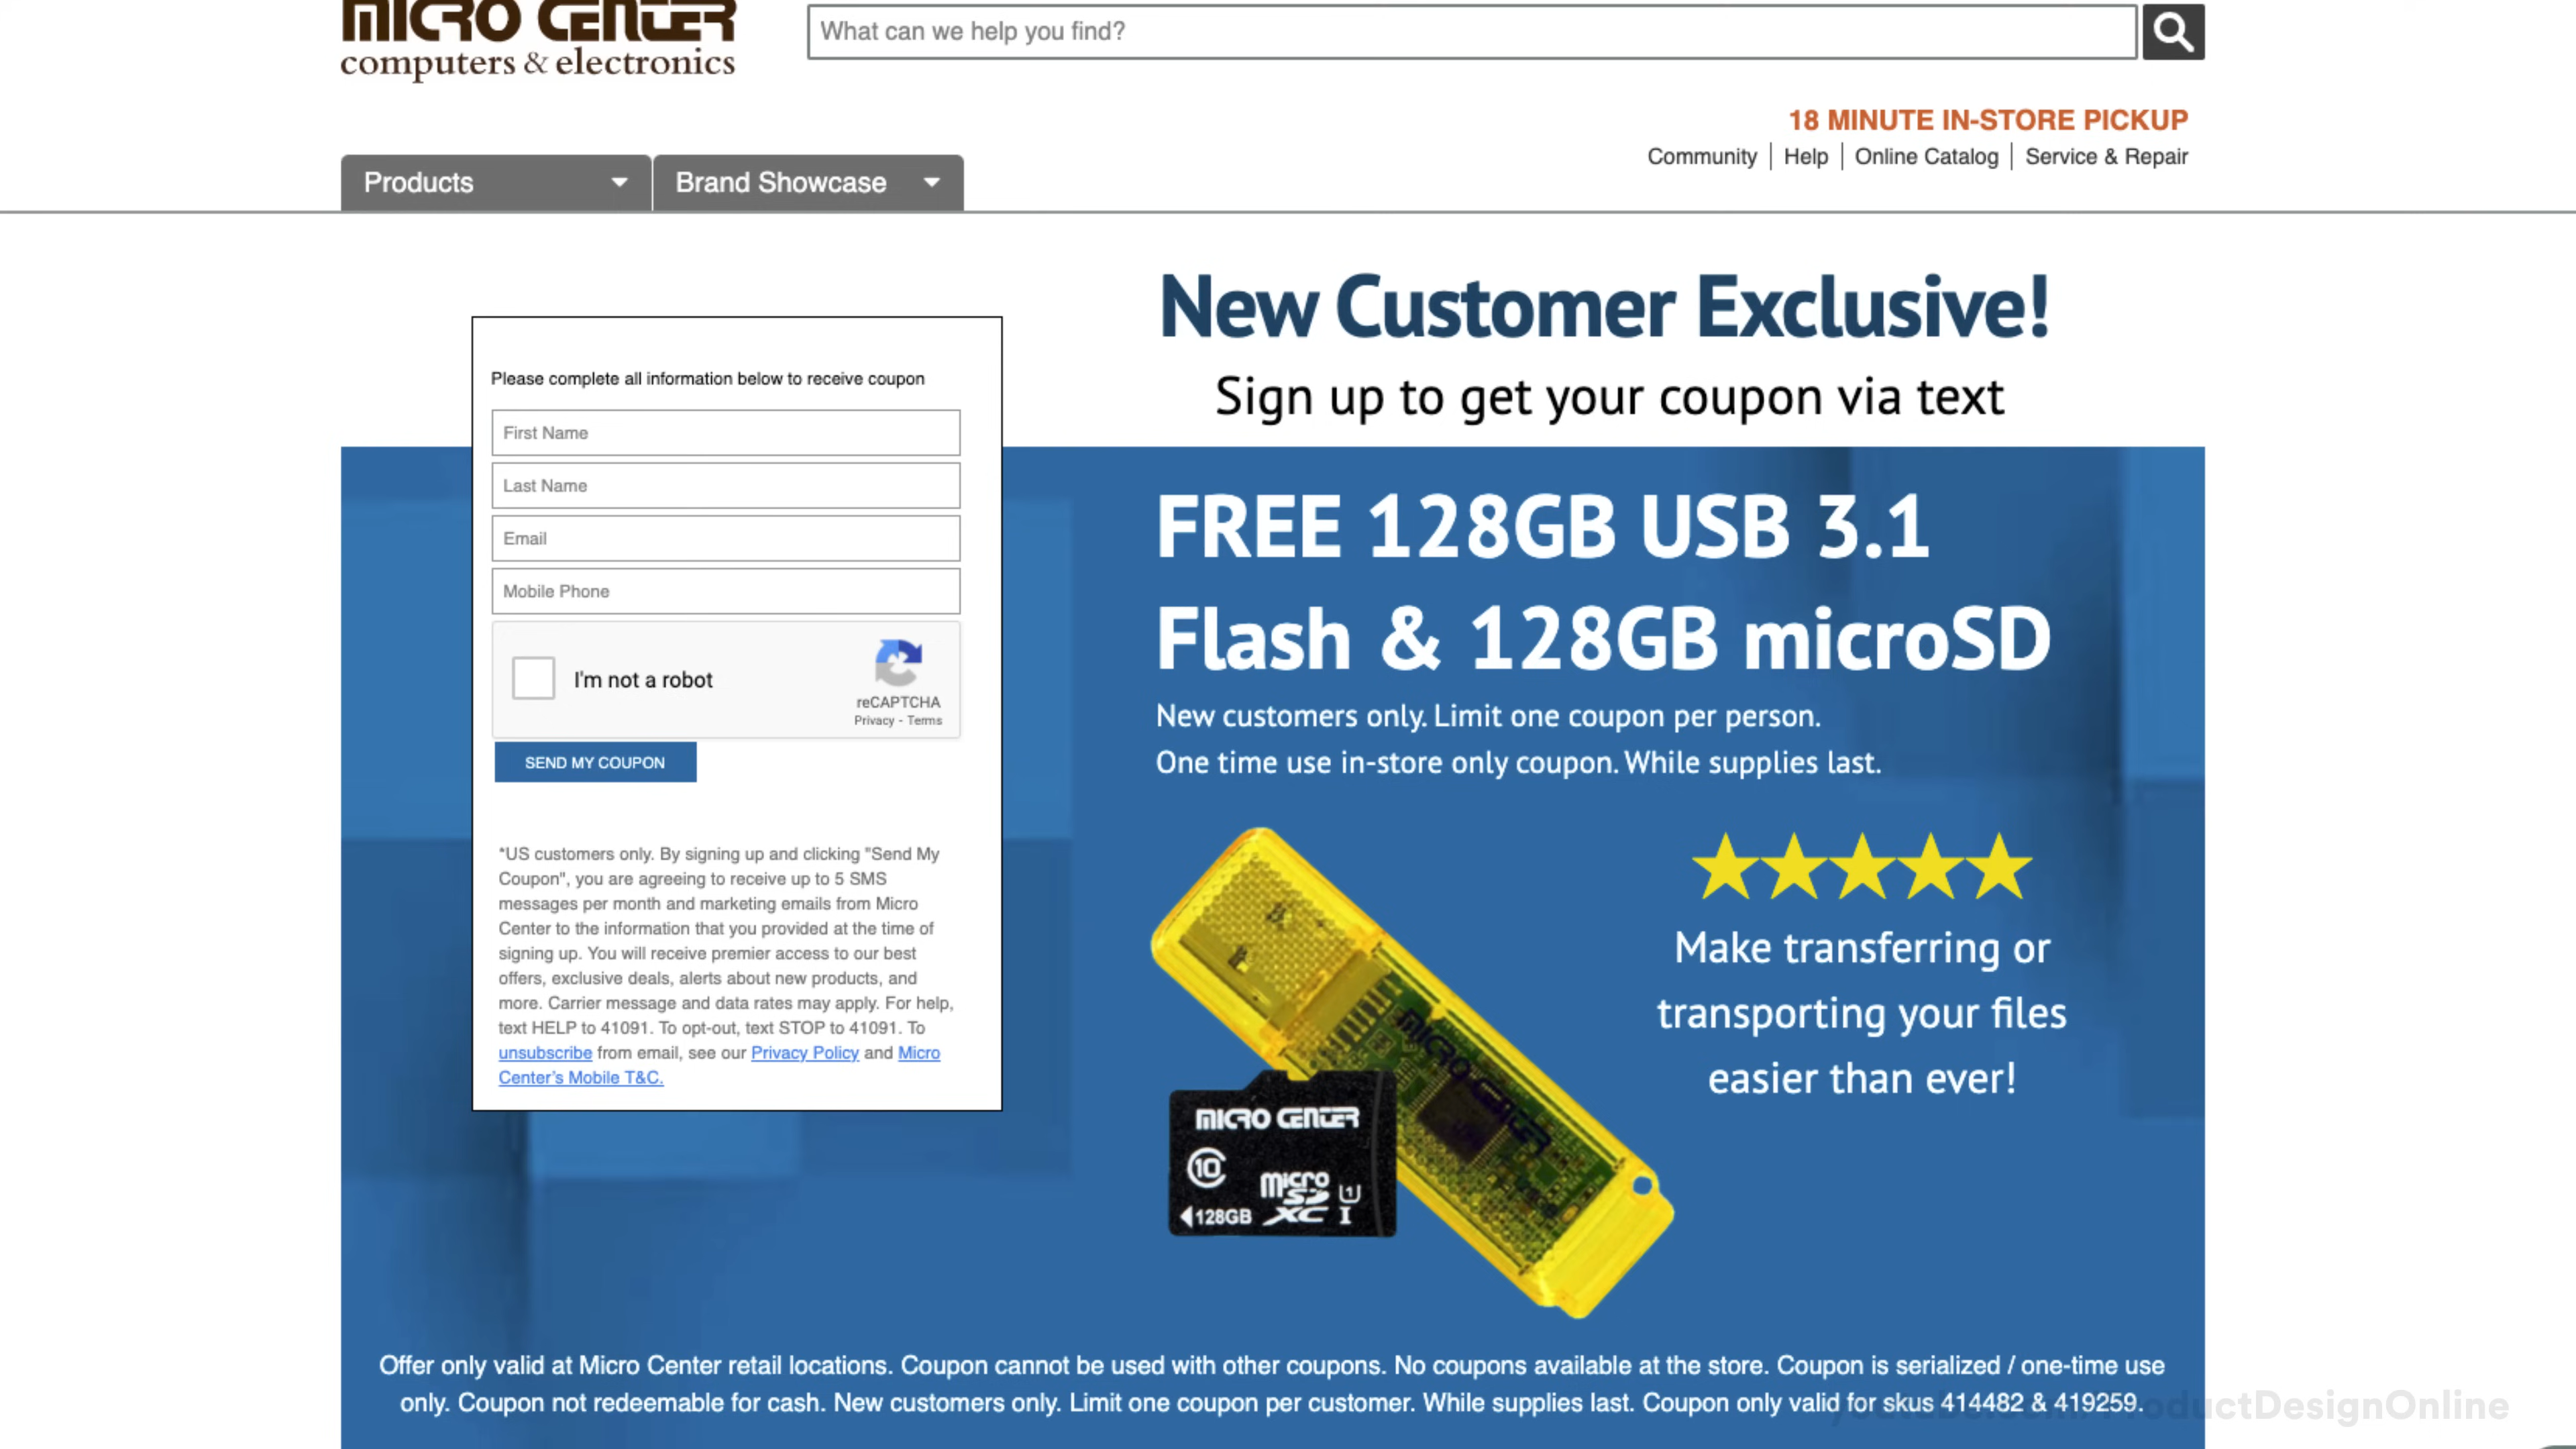 MICRO CENTER
computers & electronics
What can we help you find?
18 MINUTE IN-STORE PICKUP
Community | Help | Online Catalog | Service & Repair
Products
Brand Showcase
New Customer Exclusive!
Sign up to get your coupon via text
Please complete all information below to receive coupon
First Name
Last Name
Email
Mobile Phone
I'm not a robot
reCAPTCHA
Privacy - Terms
SEND MY COUPON
*US customers only. By signing up and clicking "Send My
Coupon", you are agreeing to receive up to 5 SMS
messages per month and marketing emails from Micro
Center to the information that you provided at the time of
signing up. You will receive premier access to our best
offers, exclusive deals, alerts about new products, and
more. Carrier message and data rates may apply. For help,
text HELP to 41091. To opt-out, text STOP to 41091. To
unsubscribe from email, see our Privacy Policy and Micro
Center's Mobile T&C.
FREE 128GB USB 3.1
Flash & 128GB microSD
New customers only. Limit one coupon per person.
One time use in-store only coupon. While supplies last.
Make transferring or
transporting your files
easier than ever!
MICRO CENTER
MICRO CENTER
10
micro
SD
XC I
1
128GB
Offer only valid at Micro Center retail locations. Coupon cannot be used with other coupons. No coupons available at the store. Coupon is serialized / one-time use
only. Coupon not redeemable for cash. New customers only. Limit one coupon per customer. While supplies last. Coupon only valid for skus 414482 & 419259.